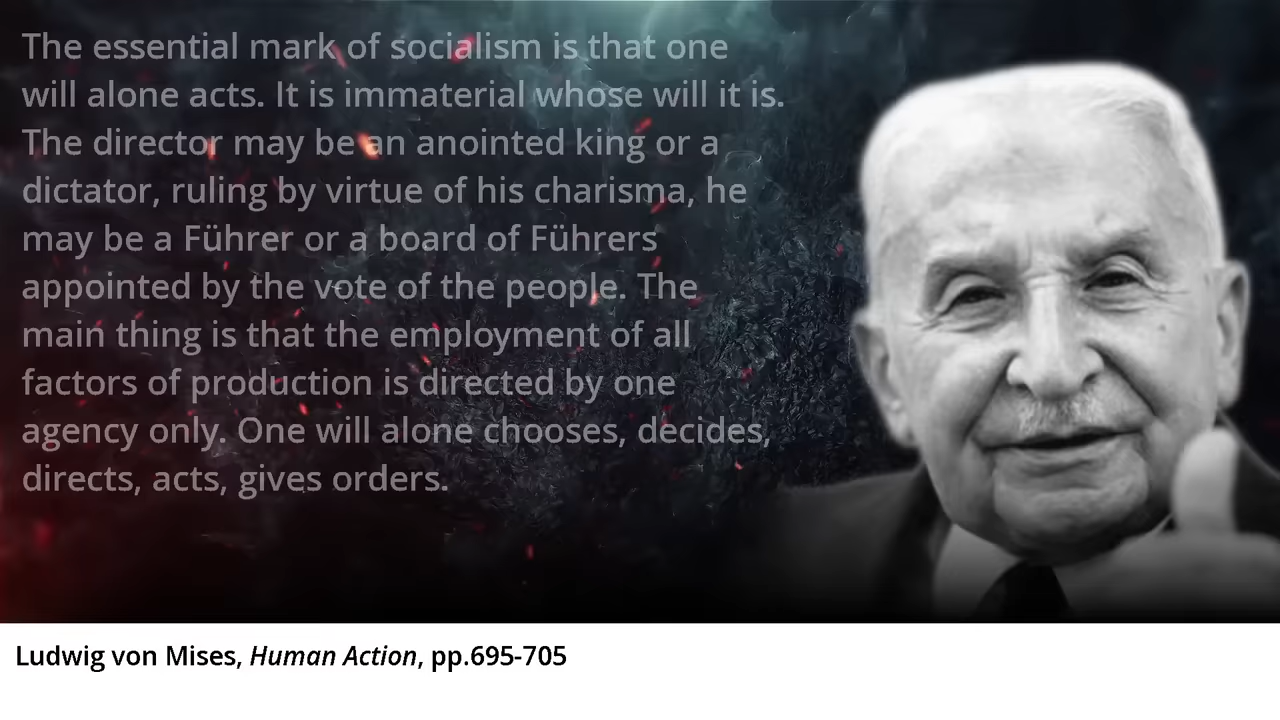 The essential mark of socialism is that one
will alone acts. It is immaterial whose will it is.
The director may be an anointed king or a
dictator, ruling by virtue of his charisma, he
may be a Führer or a board of Führers
appointed by the vote of the people. The
main thing is that the employment of all
factors of production is directed by one
agency only. One will alone chooses, decides,
directs, acts, gives orders.
Ludwig von Mises, Human Action, pp.695-705